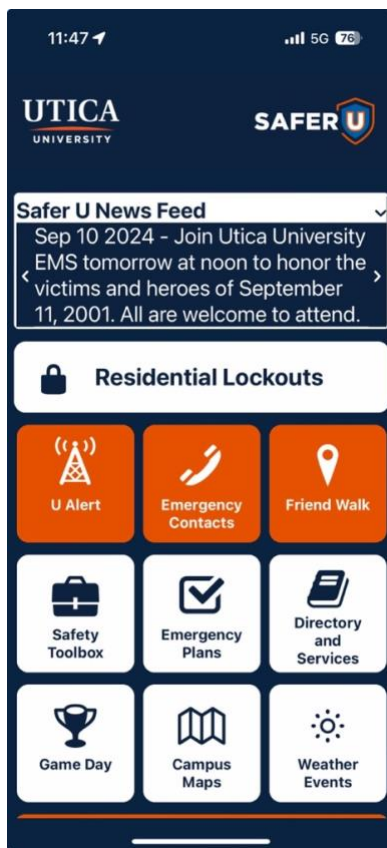 11:47
5G 76
UTICA
UNIVERSITY
SAFER U
Safer U News Feed
Sep 10 2024 - Join Utica University
EMS tomorrow at noon to honor the
victims and heroes of September
11, 2001. All are welcome to attend.
Residential Lockouts
U Alert
Emergency
Contacts
Friend Walk
Safety
Toolbox
Emergency
Plans
Directory
and
Services
Game Day
Campus
Maps
Weather
Events